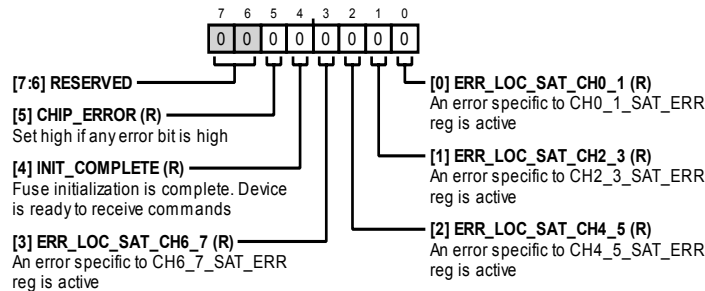 7 6 5 4 3 2 1 0
0 0 0 0 0 0 0 0
[7:6] RESERVED
[5] CHIP_ERROR (R)
Set high if any error bit is high
[4] INIT_COMPLETE (R)
Fuse initialization is complete. Device
is ready to receive commands
[3] ERR_LOC_SAT_CH6_7 (R)
An error specific to CH6_7_SAT_ERR
reg is active
[0] ERR_LOC_SAT_CH0_1 (R)
An error specific to CH0_1_SAT_ERR
reg is active
[1] ERR_LOC_SAT_CH2_3 (R)
An error specific to CH2_3_SAT_ERR
reg is active
[2] ERR_LOC_SAT_CH4_5 (R)
An error specific to CH4_5_SAT_ERR
reg is active